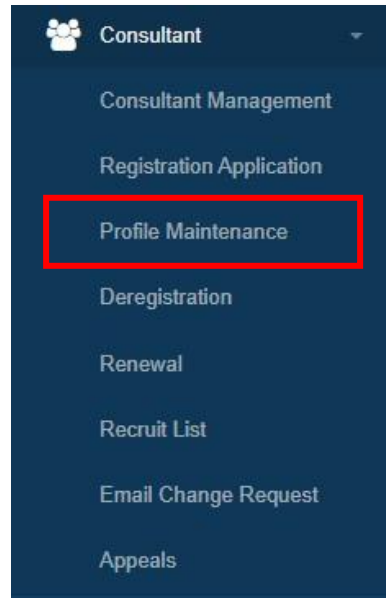 Consultant
Consultant Management
Registration Application
Profile Maintenance
Deregistration
Renewal
Recruit List
Email Change Request
Appeals